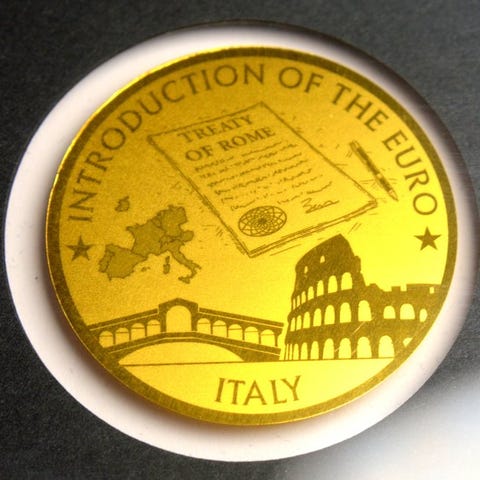 INTRODUCTION OF THE EURO
TREATY
OF ROME
ITALY